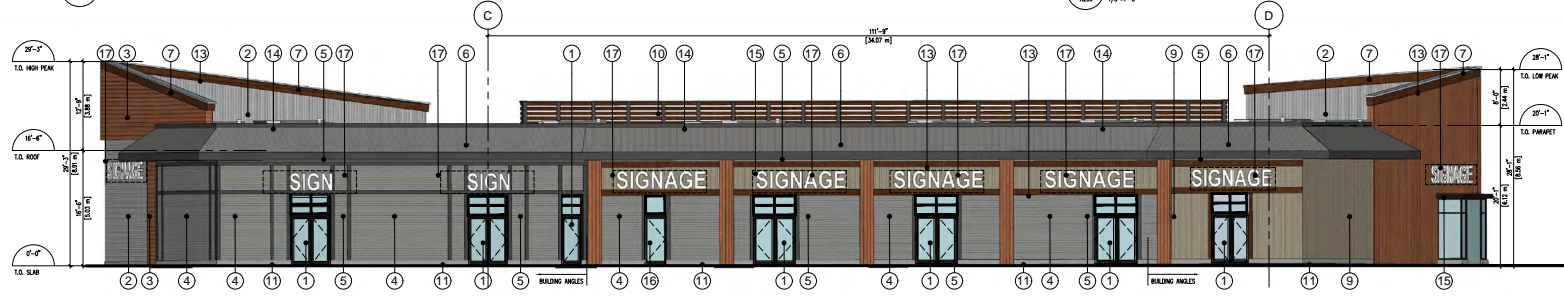 C
D
A200 1/8"=1'-0"
111'-9"
[34.07 m]
29'-3"
T.O. HIGH PEAK
17 3 7 13 2 14 7 5 17 17 6 1 10 14 15 5 17 6 13 17 13 17 14 9 5 6 17 2 7 13 17 7
28'-1"
T.O. LOW PEAK
12'-9"
[3.88 m]
8'-0"
[2.44 m]
20'-1"
T.O. PARAPET
16'-6"
T.O. ROOF
29'-3"
[8.91 m]
28'-1"
[8.56 m]
16'-6"
[5.03 m]
20'-1"
[6.12 m]
SIGNAGE SIGN SIGN SIGNAGE SIGNAGE SIGNAGE SIGNAGE SIGNAGE SIGNAGE
0'-0"
T.O. SLAB
BUILDING ANGLES
BUILDING ANGLES
2 3 4 4 11 1 5 4 11 1 5 4 16 11 1 5 4 1 5 11 4 5 1 1 11 9 15